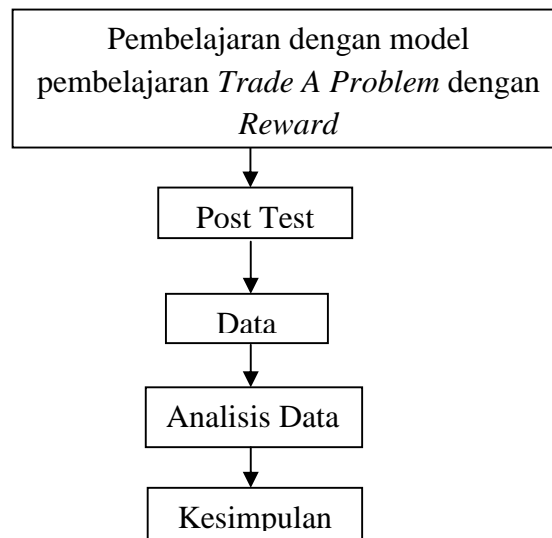 Pembelajaran dengan model
pembelajaran Trade A Problem dengan
Reward
Post Test
Data
Analisis Data
Kesimpulan